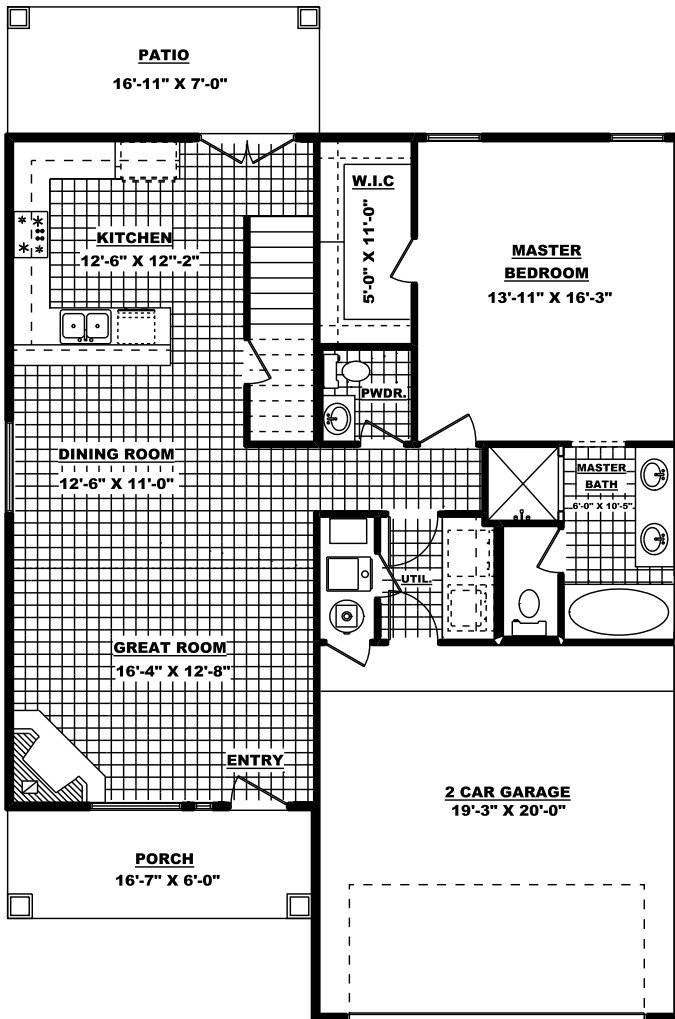 PATIO
16'-11" X 7'-0"
W.I.C
5'-0" X 11'-0"
KITCHEN
12'-6" X 12"-2"
MASTER
BEDROOM
13'-11" X 16'-3"
PWDR.
DINING ROOM
12'-6" X 11'-0"
MASTER
BATH
6'-0" X 10'-5"
UTIL.
GREAT ROOM
16'-4" X 12'-8"
ENTRY
2 CAR GARAGE
19'-3" X 20'-0"
PORCH
16'-7" X 6'-0"